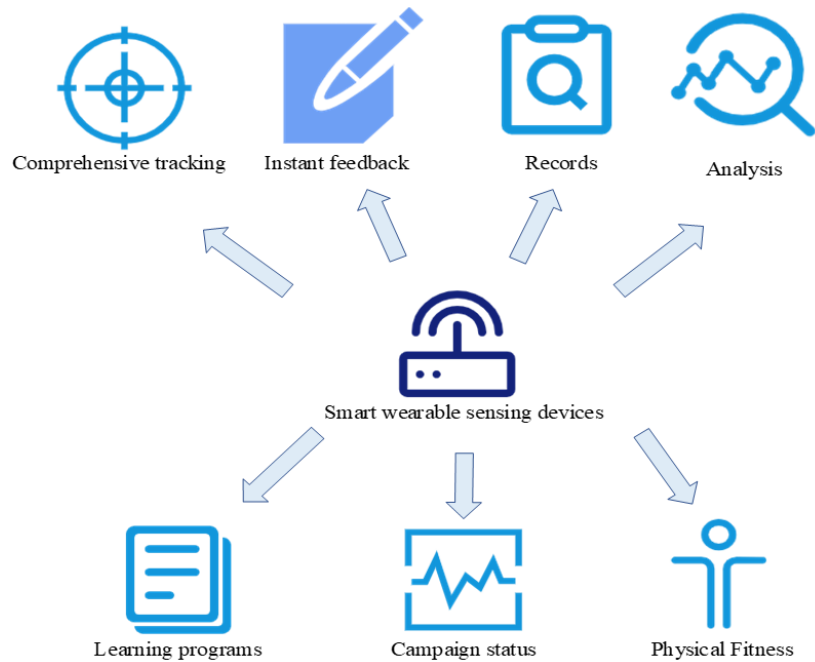 Comprehensive tracking
Instant feedback
Records
Analysis
Smart wearable sensing devices
Learning programs
Campaign status
Physical Fitness